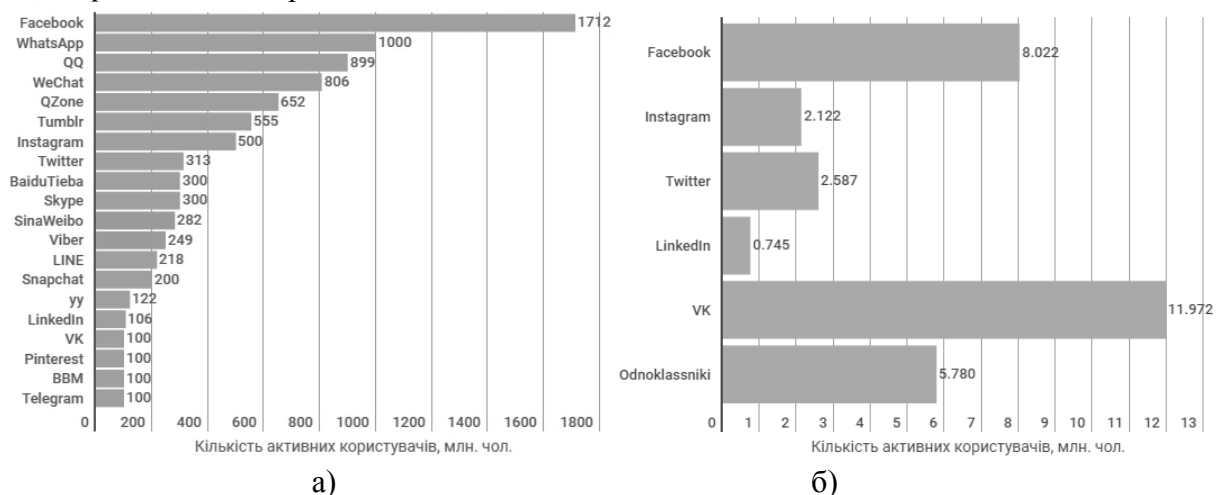 Facebook 1712
WhatsApp 1000
QQ 899
WeChat 806
QZone 652
Tumblr 555
Instagram 500
Twitter 313
BaiduTieba 300
Skype 300
SinaWeibo 282
Viber 249
LINE 218
Snapchat 200
yy 122
LinkedIn 106
VK 100
Pinterest 100
BBM 100
Telegram 100
0 200 400 600 800 1000 1200 1400 1600 1800
Кількість активних користувачів, млн. чол.
а)
Facebook 8.022
Instagram 2.122
Twitter 2.587
LinkedIn 0.745
VK 11.972
Odnoklassniki 5.780
0 1 2 3 4 5 6 7 8 9 10 11 12 13
Кількість активних користувачів, млн. чол.
б)